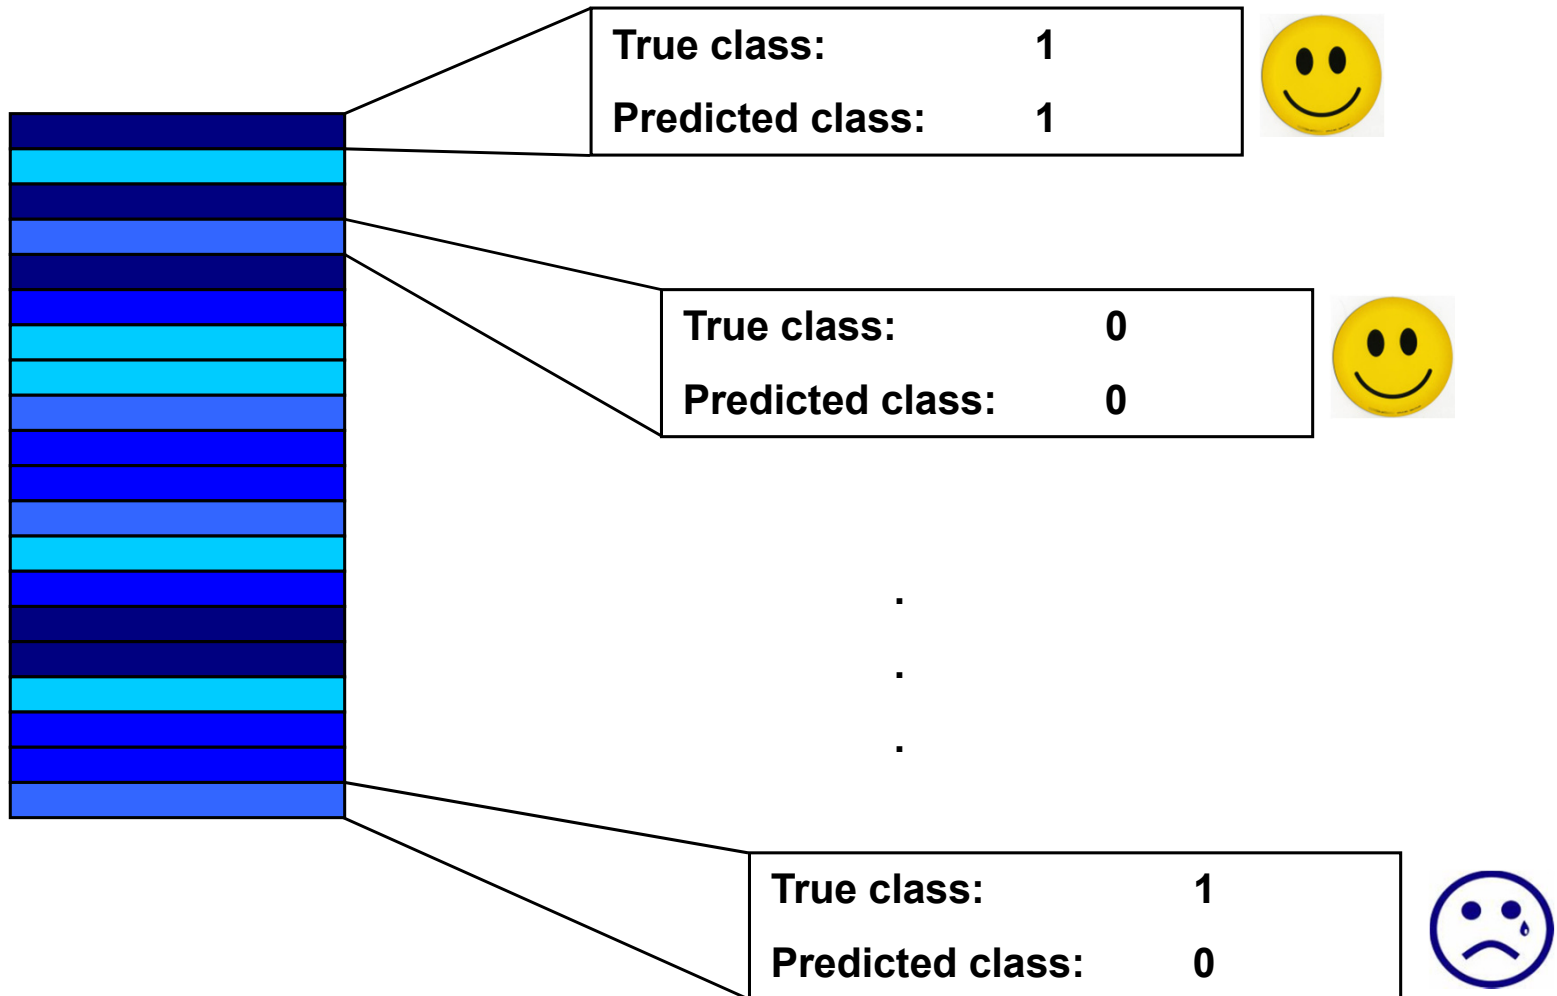 True class: 1
Predicted class: 1
True class: 0
Predicted class: 0
.
.
.
True class: 1
Predicted class: 0